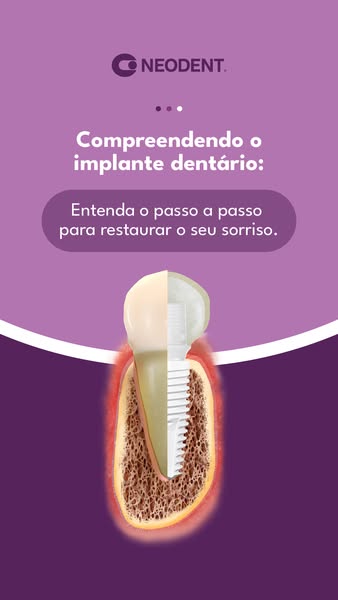 NEODENT.
Compreendendo o
implante dentário:
Entenda o passo a passo
para restaurar o seu sorriso.